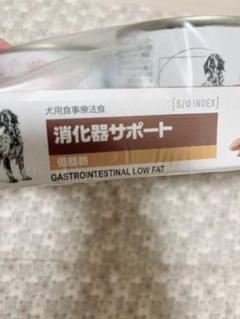 犬用食事療法食
[S/O INDEX]
消化器サポート
低脂肪
GASTROINTESTINAL LOW FAT